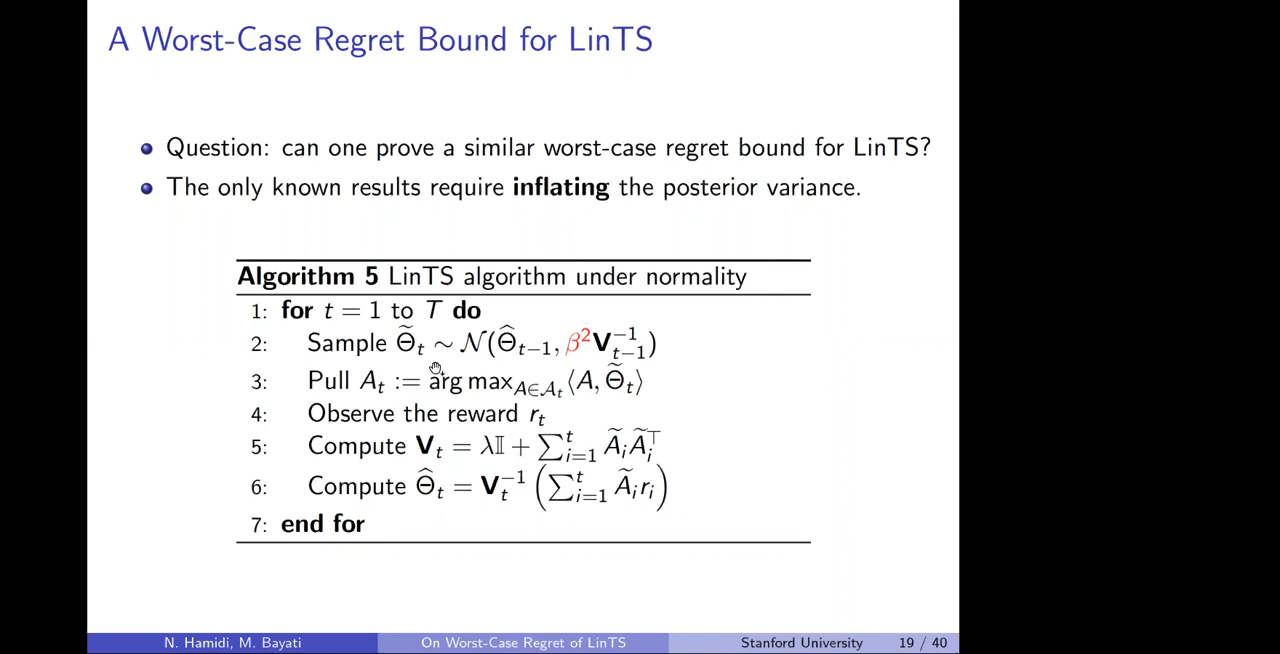 A Worst-Case Regret Bound for LinTS
Question: can one prove a similar worst-case regret bound for LinTS?
The only known results require inflating the posterior variance.
Algorithm 5 LinTS algorithm under normality
1: for t = 1 to T do
2: Sample Θ̃_t ∼ 𝒩(Θ̂_{t−1}, β²V_{t−1}^{−1})
3: Pull A_t := arg max_{A∈𝒜_t}⟨A, Θ̃_t⟩
4: Observe the reward r_t
5: Compute V_t = λ𝕀 + ∑_{i=1}^{t} Ã_i Ã_i^⊤
6: Compute Θ̂_t = V_t^{−1} (∑_{i=1}^{t} Ã_i r_i)
7: end for
N. Hamidi, M. Bayati On Worst-Case Regret of LinTS Stanford University 19 / 40